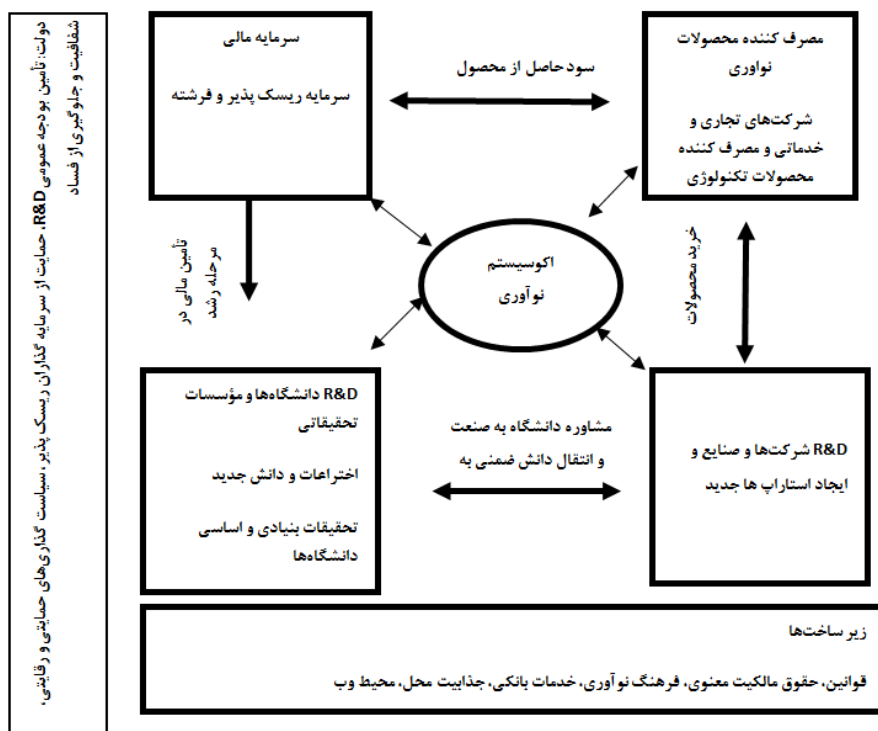 مصرف کننده محصولات
نواوری
شرکت‌های تجاری و
خدماتی و مصرف کننده
محصولات تکنولوژی
سود حاصل از محصول
سرمایه مالی
سرمایه ریسک پذیر و فرشته
خرید محصولات
اکوسیستم
نوآوری
تأمین مالی در
مرحله رشد
R&D شرکت‌ها و صنایع و
ایجاد استاراپ ها جدید
مشاوره دانشگاه به صنعت
و انتقال دانش ضمنی به
R&D دانشگاه‌ها و مؤسسات
تحقیقاتی
اختراعات و دانش جدید
تحقیقات بنیادی و اساسی
دانشگاه‌ها
زیر ساخت‌ها
قوانین، حقوق مالکیت معنوی، فرهنگ نوآوری، خدمات بانکی، جذابیت محل، محیط وب
دولت: تأمین بودجه عمومی R&D، حمایت از سرمایه گذاران ریسک پذیر، سیاست گذاری‌های حمایتی و رقابتی،
شفافیت و جلوگیری از فساد